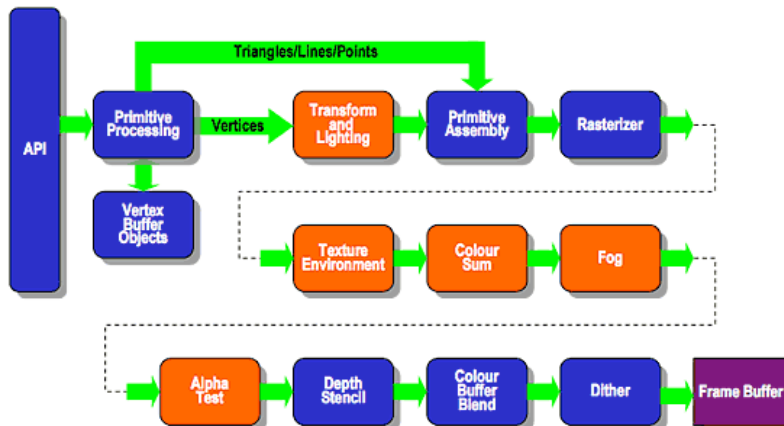 Triangles/Lines/Points
API
Primitive
Processing
Vertices
Transform
and
Lighting
Primitive
Assembly
Rasterizer
Vertex
Buffer
Objects
Texture
Environment
Colour
Sum
Fog
Alpha
Test
Depth
Stencil
Colour
Buffer
Blend
Dither
Frame Buffer